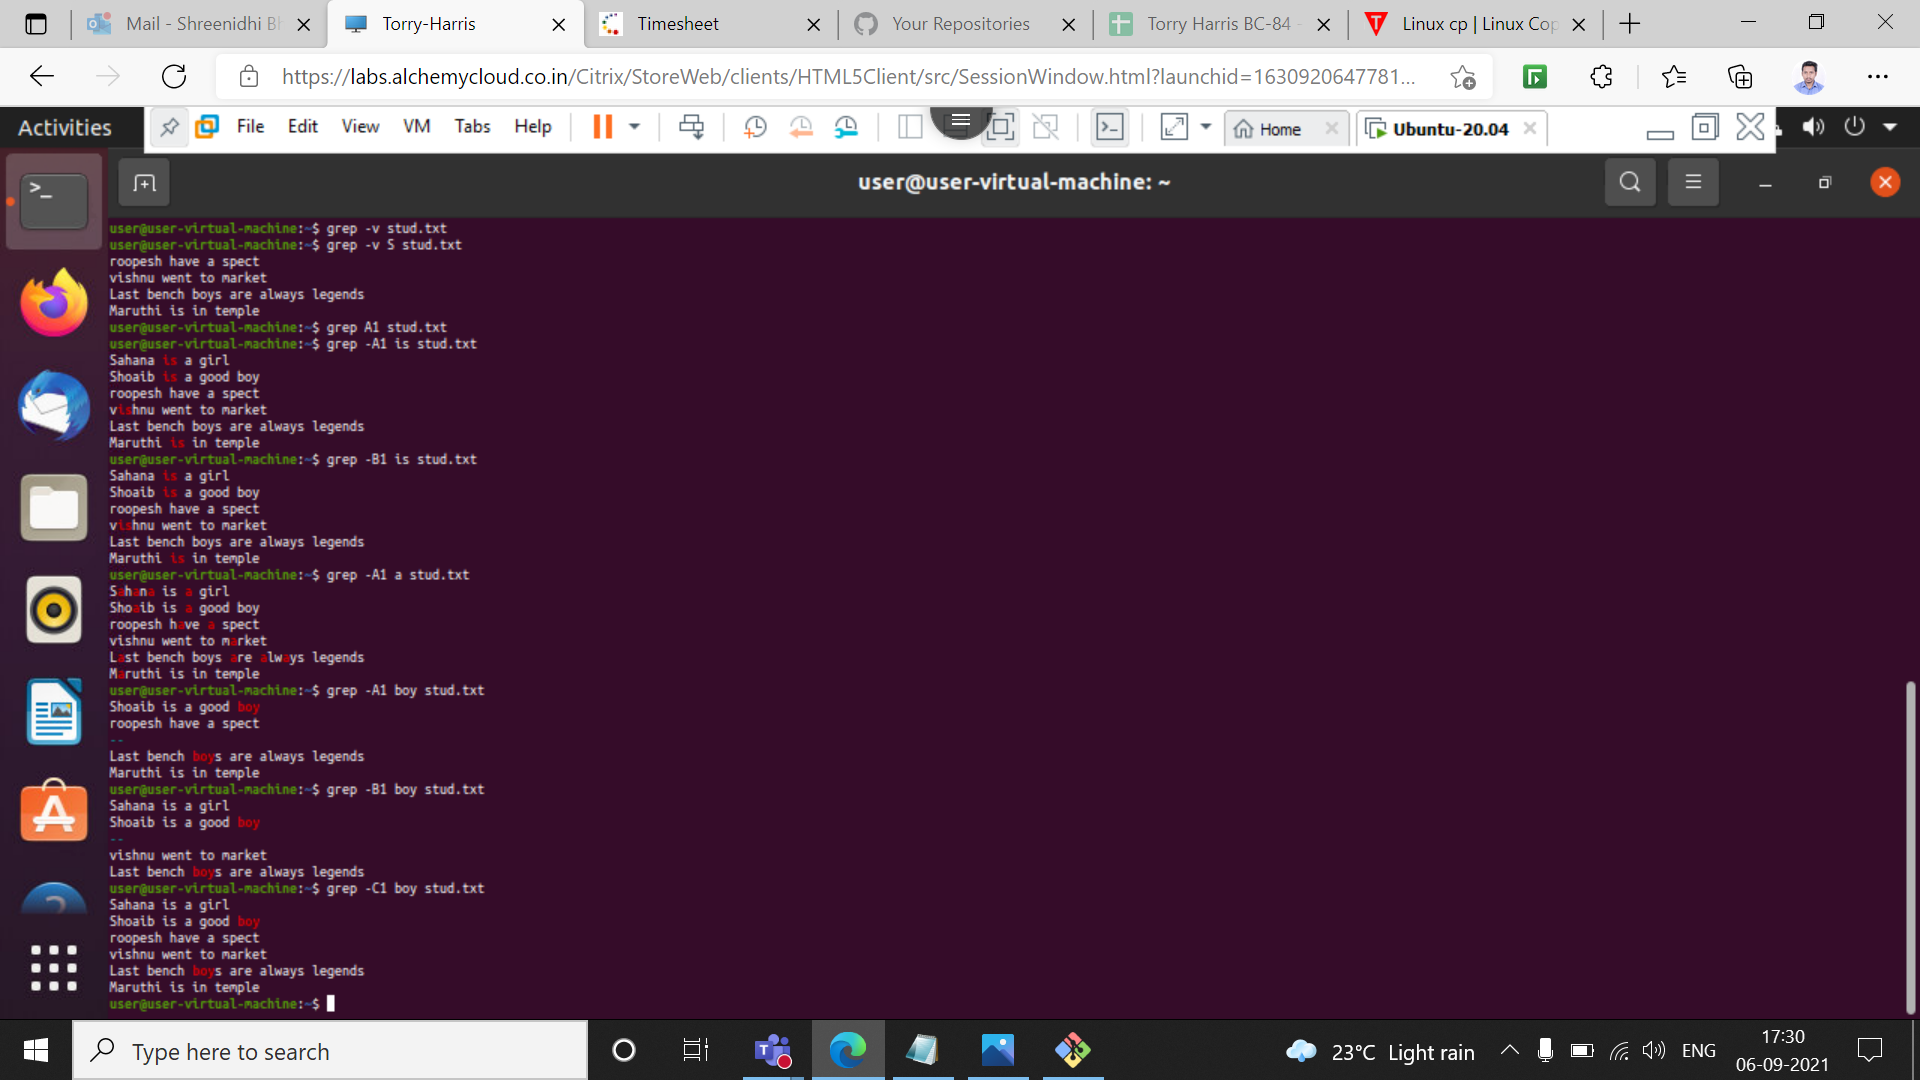 Mail - Shreenidhi Bh
Torry-Harris
Timesheet
Your Repositories
Torry Harris BC-84 -
Linux cp | Linux Cop
https://labs.alchemycloud.co.in/Citrix/StoreWeb/clients/HTML5Client/src/SessionWindow.html?launchid=1630920647781...
Activities
File Edit View VM Tabs Help
Home
Ubuntu-20.04
user@user-virtual-machine: ~
user@user-virtual-machine:~$ grep -v stud.txt
user@user-virtual-machine:~$ grep -v S stud.txt
roopesh have a spect
vishnu went to market
Last bench boys are always legends
Maruthi is in temple
user@user-virtual-machine:~$ grep A1 stud.txt
user@user-virtual-machine:~$ grep -A1 is stud.txt
Sahana is a girl
Shoaib is a good boy
roopesh have a spect
vishnu went to market
Last bench boys are always legends
Maruthi is in temple
user@user-virtual-machine:~$ grep -B1 is stud.txt
Sahana is a girl
Shoaib is a good boy
roopesh have a spect
vishnu went to market
Last bench boys are always legends
Maruthi is in temple
user@user-virtual-machine:~$ grep -A1 a stud.txt
Sahana is a girl
Shoaib is a good boy
roopesh have a spect
vishnu went to market
Last bench boys are always legends
Maruthi is in temple
user@user-virtual-machine:~$ grep -A1 boy stud.txt
Shoaib is a good boy
roopesh have a spect
--
Last bench boys are always legends
Maruthi is in temple
user@user-virtual-machine:~$ grep -B1 boy stud.txt
Sahana is a girl
Shoaib is a good boy
--
vishnu went to market
Last bench boys are always legends
user@user-virtual-machine:~$ grep -C1 boy stud.txt
Sahana is a girl
Shoaib is a good boy
roopesh have a spect
vishnu went to market
Last bench boys are always legends
Maruthi is in temple
user@user-virtual-machine:~$
Type here to search
23°C Light rain
ENG
17:30
06-09-2021